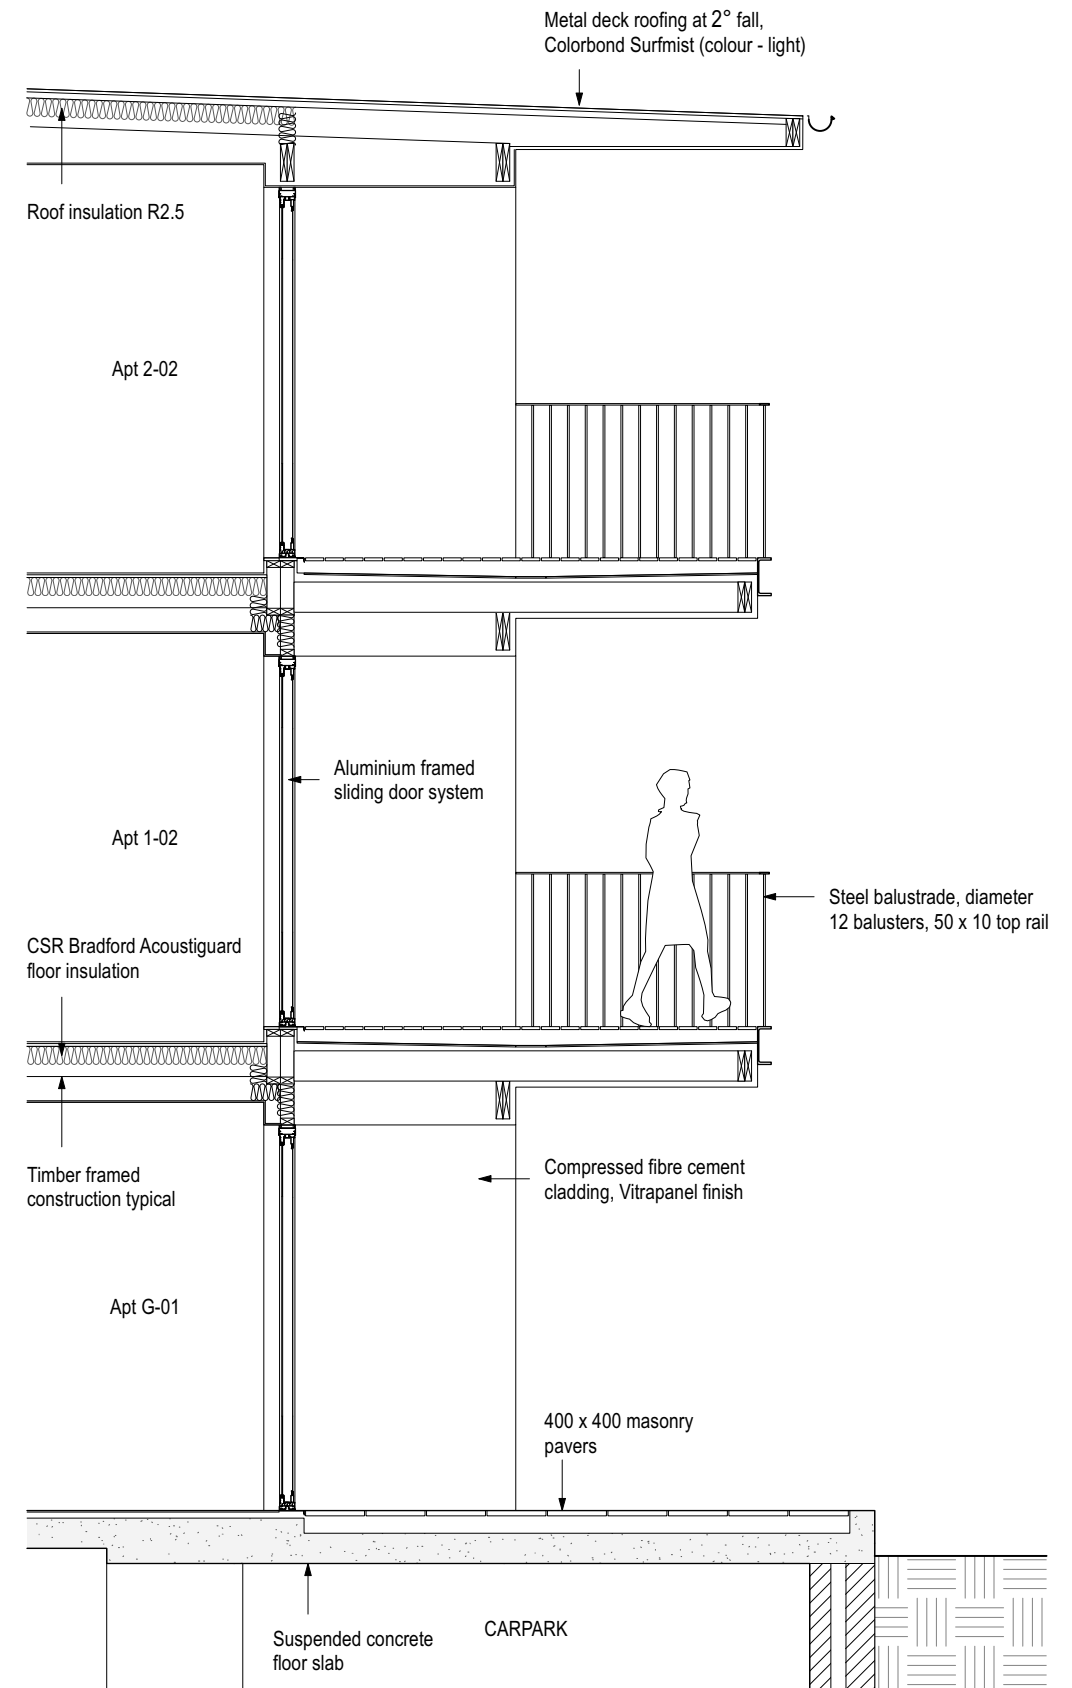 Metal deck roofing at 2° fall,
Colorbond Surfmist (colour - light)
Roof insulation R2.5
Apt 2-02
Aluminium framed
sliding door system
Apt 1-02
Steel balustrade, diameter
12 balusters, 50 x 10 top rail
CSR Bradford Acoustiguard
floor insulation
Timber framed
construction typical
Compressed fibre cement
cladding, Vitrapanel finish
Apt G-01
400 x 400 masonry
pavers
CARPARK
Suspended concrete
floor slab